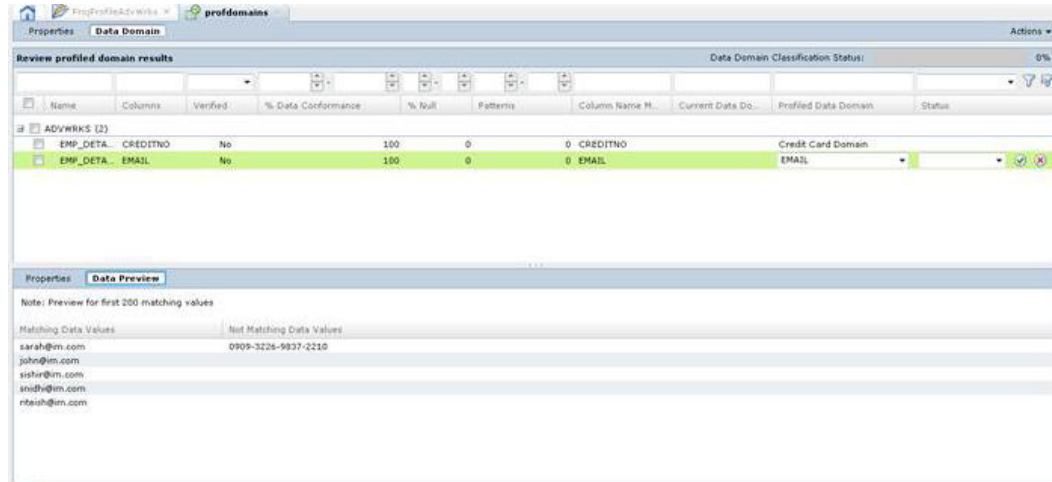 PropProfileAdvWrks × profdomains
Properties Data Domain Actions
Review profiled domain results Data Domain Classification Status: 0%
Name Columns Verified % Data Conformance % Null Patterns Column Name M... Current Data Do... Profiled Data Domain Status
ADVWRKS (2)
EMP_DETA... CREDITNO No 100 0 0 CREDITNO Credit Card Domain
EMP_DETA... EMAIL No 100 0 0 EMAIL EMAIL
Properties Data Preview
Note: Preview for first 200 matching values
Matching Data Values Not Matching Data Values
sarah@im.com 0909-3226-9837-2210
john@im.com
sishir@im.com
snidhi@im.com
riteish@im.com